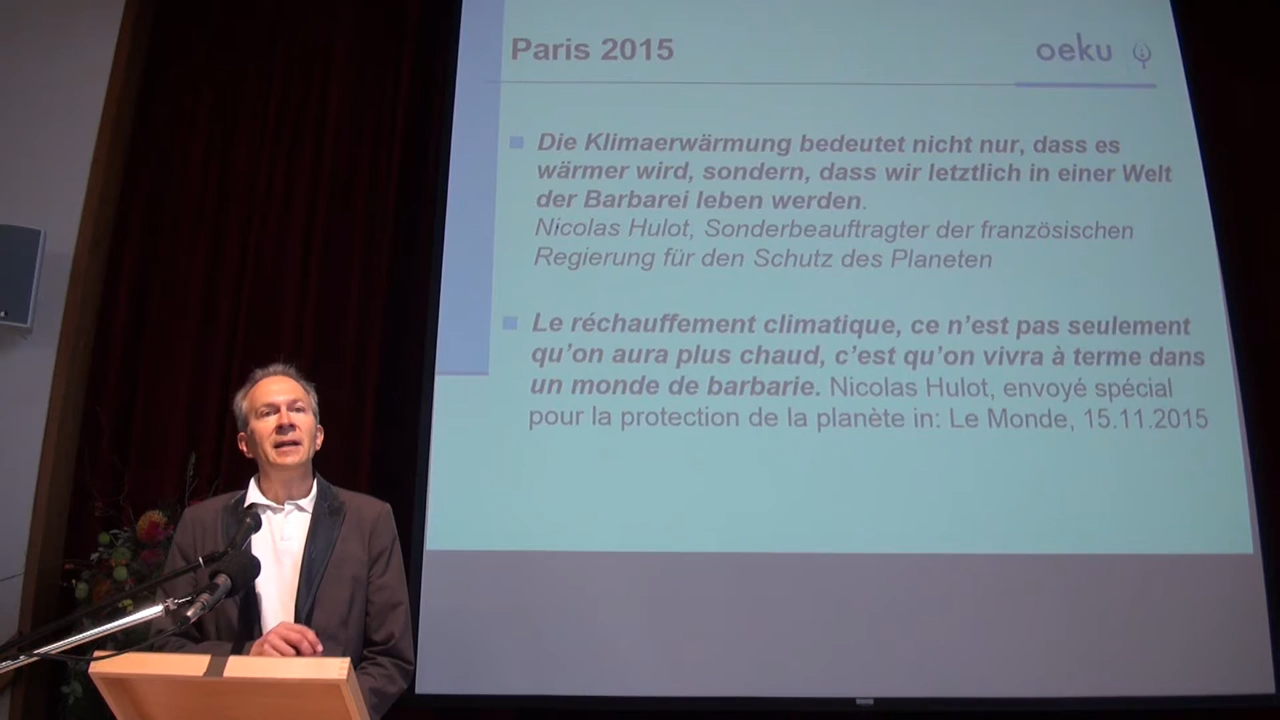 Paris 2015
oeku
Die Klimaerwärmung bedeutet nicht nur, dass es
wärmer wird, sondern, dass wir letztlich in einer Welt
der Barbarei leben werden.
Nicolas Hulot, Sonderbeauftragter der französischen
Regierung für den Schutz des Planeten
Le réchauffement climatique, ce n’est pas seulement
qu’on aura plus chaud, c’est qu’on vivra à terme dans
un monde de barbarie. Nicolas Hulot, envoyé spécial
pour la protection de la planète in: Le Monde, 15.11.2015